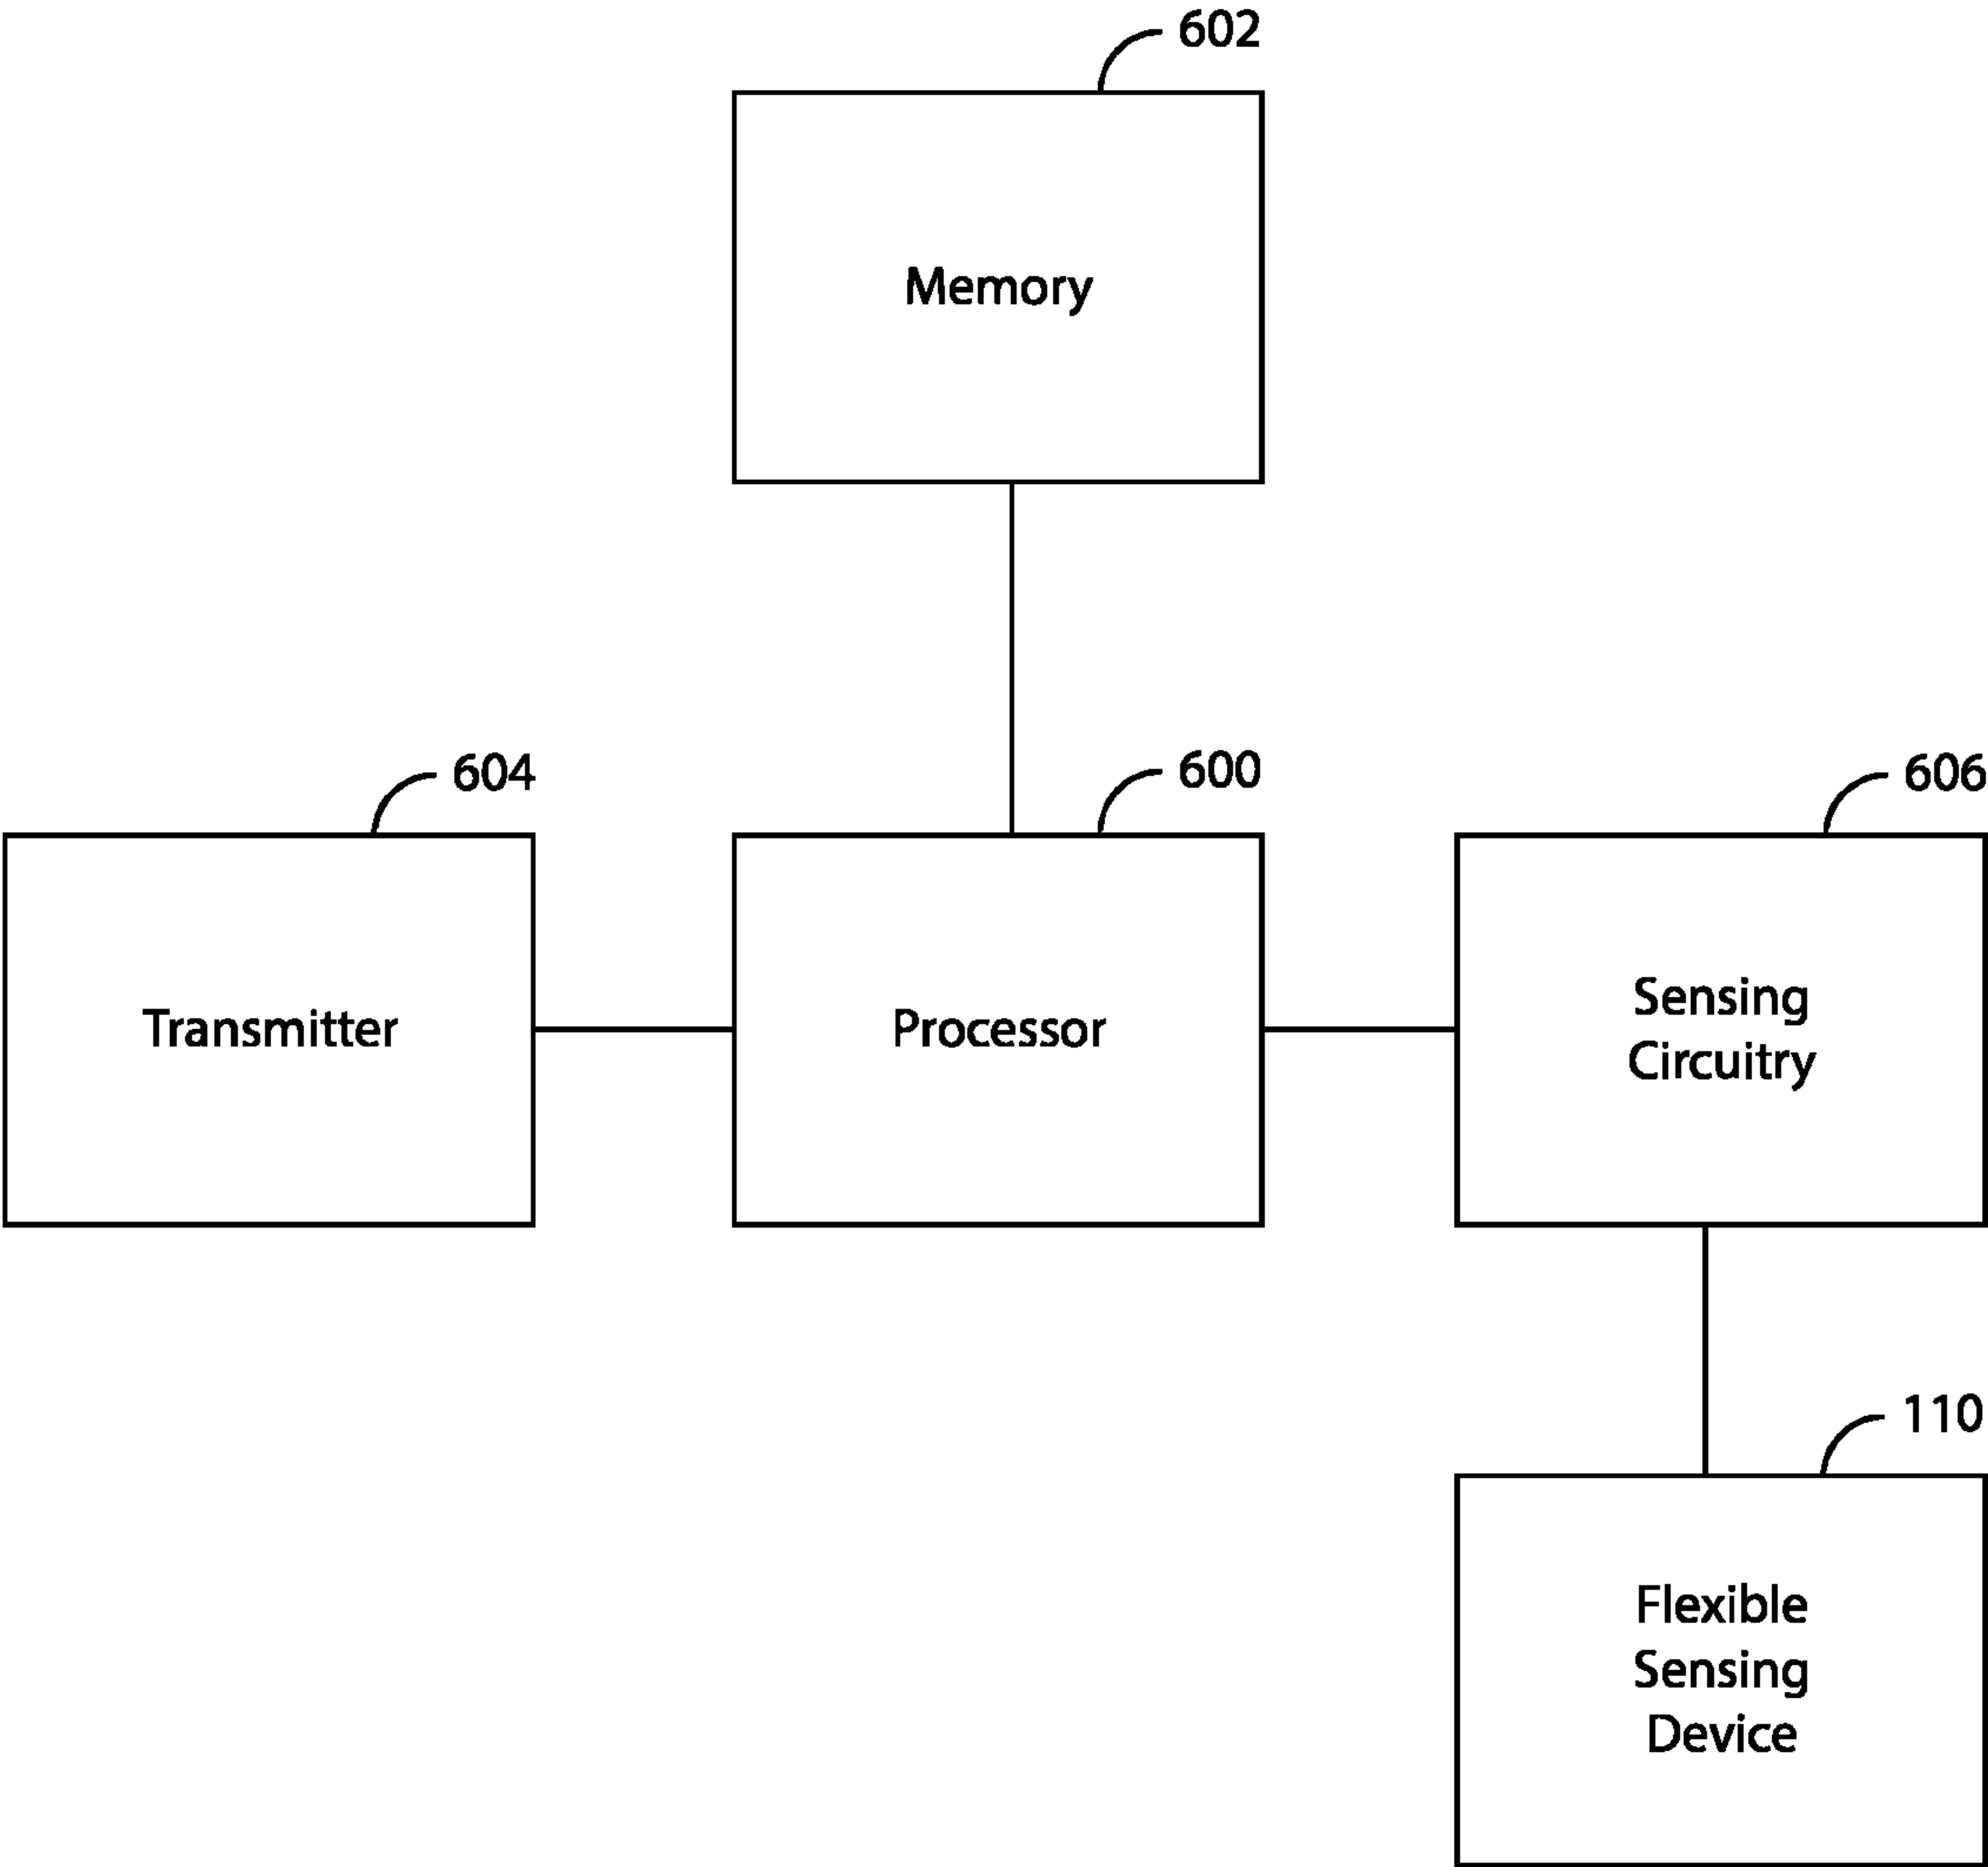 602
Memory
604
600
606
Transmitter
Processor
Sensing
Circuitry
110
Flexible
Sensing
Device